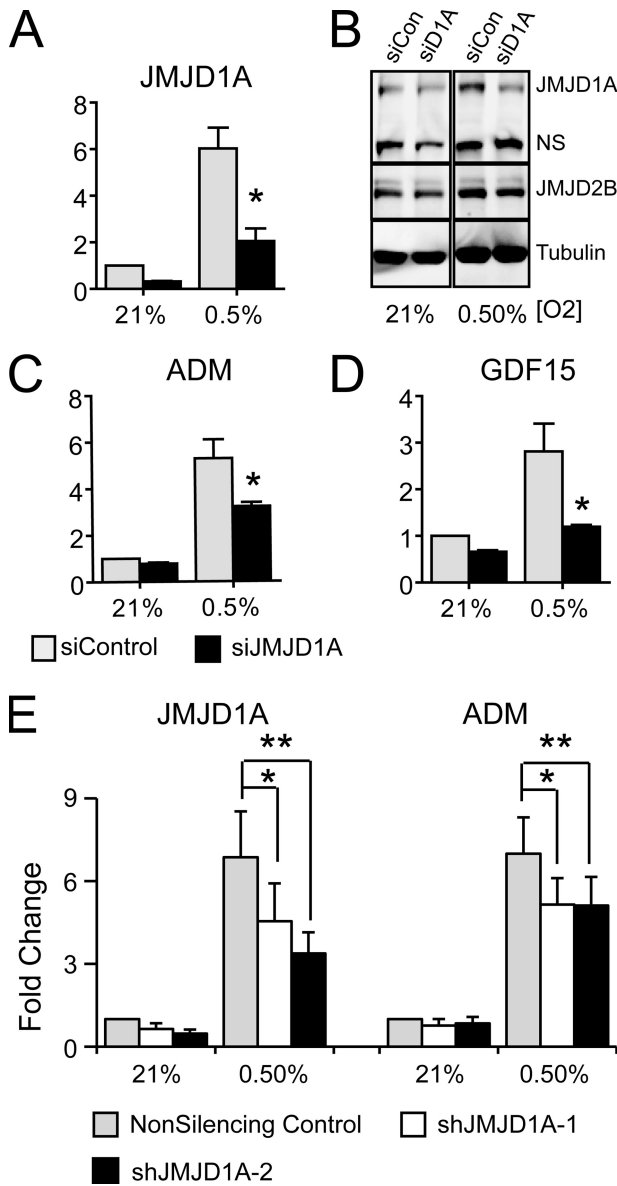 A
JMJD1A
8
6
4
2
0
*
21% 0.5%
B
siCon siD1A siCon siD1A
JMJD1A
NS
JMJD2B
Tubulin
21% 0.50% [O2]
C
ADM
8
6
4
2
0
*
21% 0.5%
D
GDF15
4
3
2
1
0
*
21% 0.5%
siControl siJMJD1A
E
JMJD1A ADM
** **
* *
9
6
3
0
Fold Change
21% 0.50% 21% 0.50%
NonSilencing Control shJMJD1A-1
shJMJD1A-2